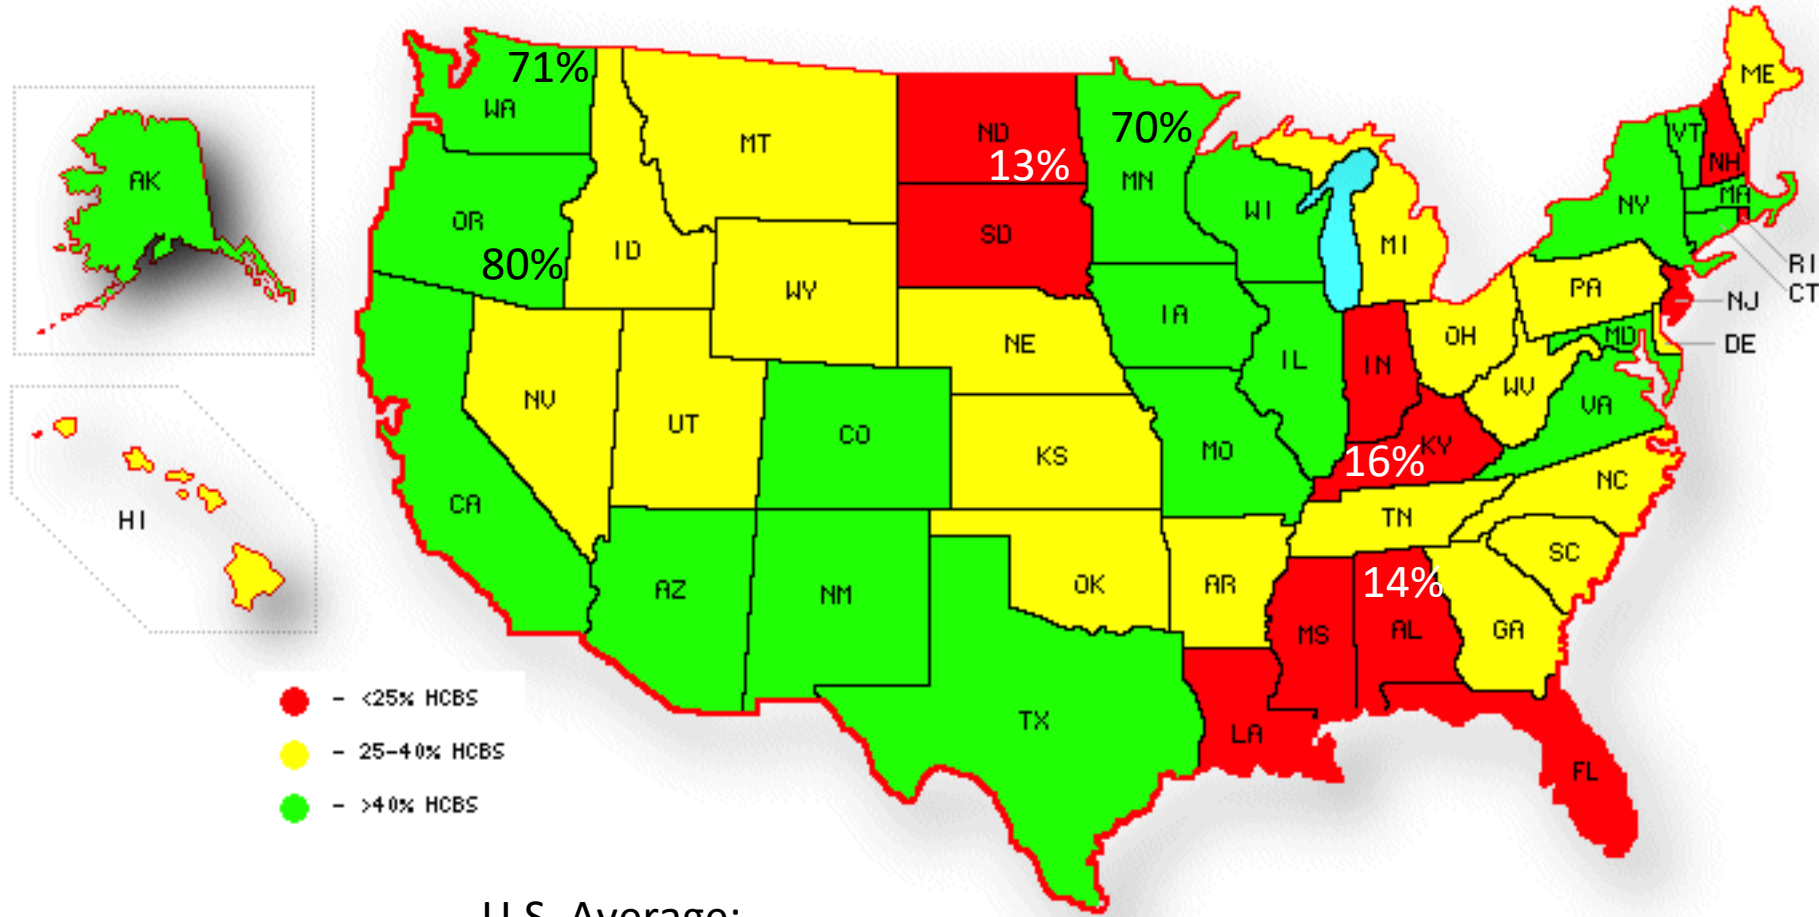 71%
WA
MT
ND
13%
70%
MN
ME
VT
NH
MA
NY
AK
OR
80%
ID
SD
WI
MI
RI
CT
NJ
DE
WY
IA
PA
MD
OH
NE
IL
IN
WV
VA
NV
UT
CO
KS
MO
KY
16%
NC
CA
TN
HI
SC
AZ
NM
OK
AR
14%
MS
AL
GA
TX
LA
FL
- <25% HCBS
- 25-40% HCBS
- >40% HCBS
U.S. Average: